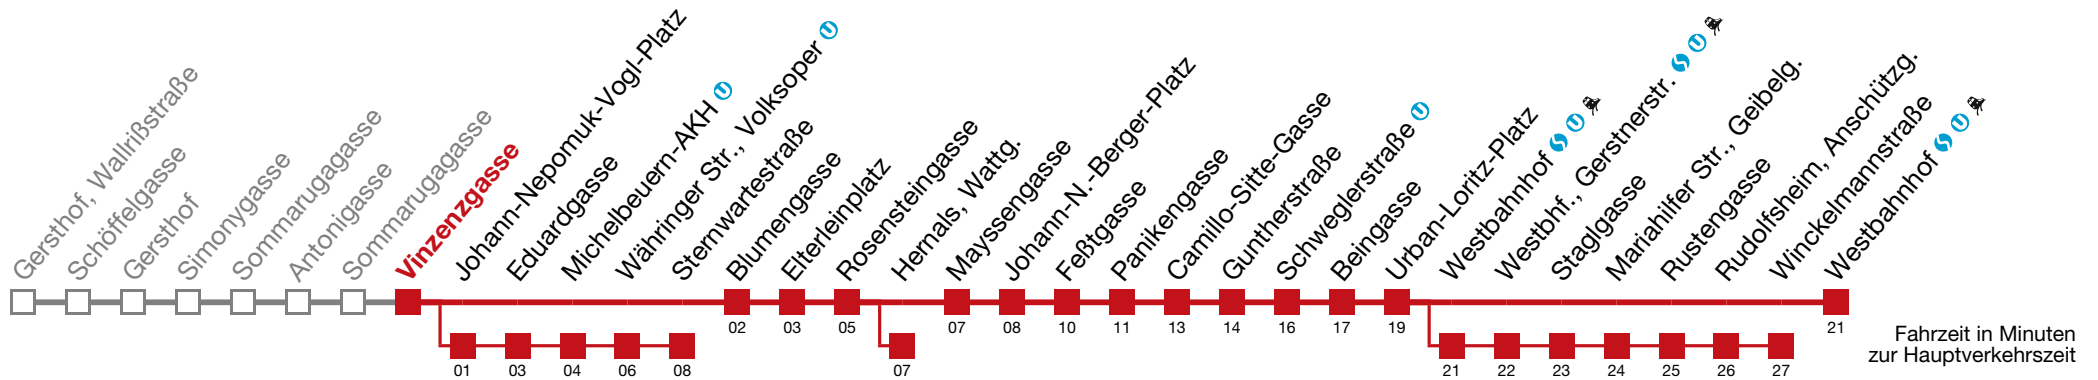 Gersthof, Wallrißstraße
Schöffelgasse
Gersthof
Simonygasse
Sommarugagasse
Antonigasse
Sommarugagasse
Vinzenzgasse
Johann-Nepomuk-Vogl-Platz
Eduardgasse
Michelbeuern-AKH U
Währinger Str., Volksoper U
Sternwartestraße
Blumengasse
Elterleinplatz
Rosensteingasse
Hernals, Wattg.
Mayssengasse
Johann-N.-Berger-Platz
Feßtgasse
Panikengasse
Camillo-Sitte-Gasse
Guntherstraße
Schweglerstraße U
Beingasse
Urban-Loritz-Platz
Westbahnhof S U
Westbhf., Gerstnerstr. S U
Staglgasse
Mariahilfer Str., Geibelg.
Rustengasse
Rudolfsheim, Anschützg.
Winckelmannstraße
Westbahnhof S U
02 03 05 07 08 10 11 13 14 16 17 19 21
01 03 04 06 08 07 21 22 23 24 25 26 27
Fahrzeit in Minuten
zur Hauptverkehrszeit